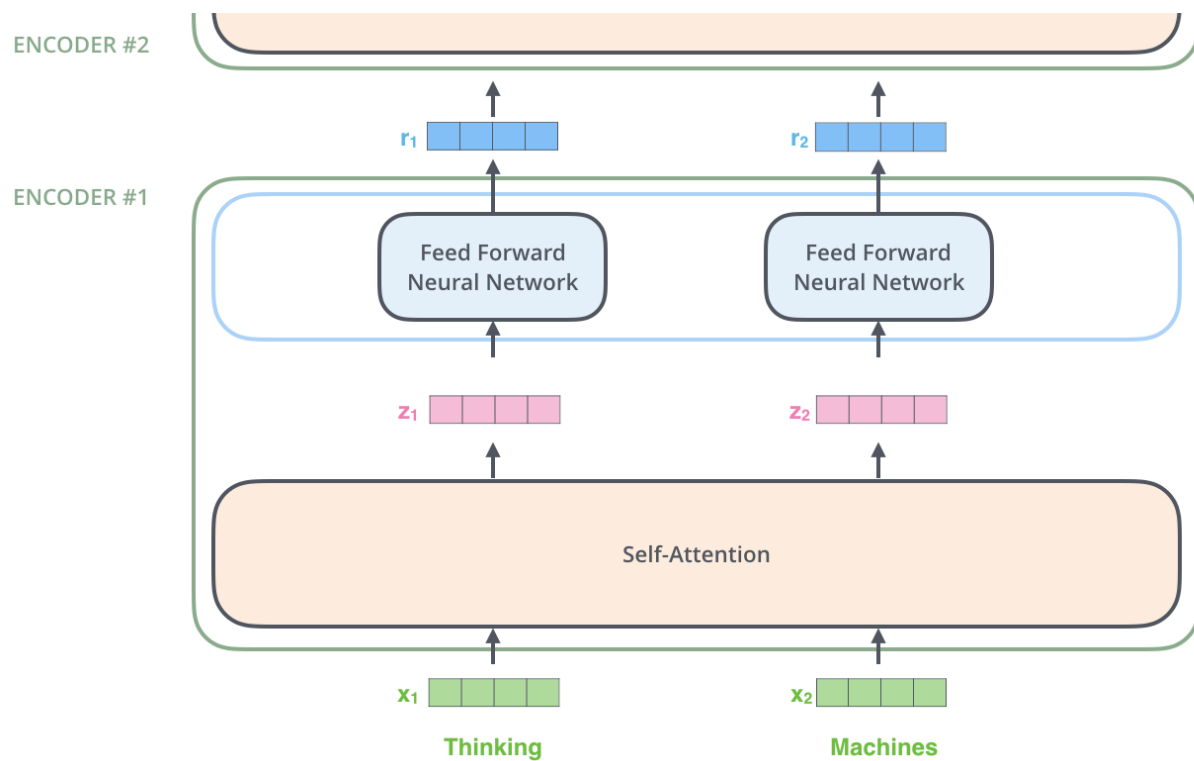 ENCODER #2
r₁
r₂
ENCODER #1
Feed Forward
Neural Network
Feed Forward
Neural Network
z₁
z₂
Self-Attention
x₁
x₂
Thinking
Machines